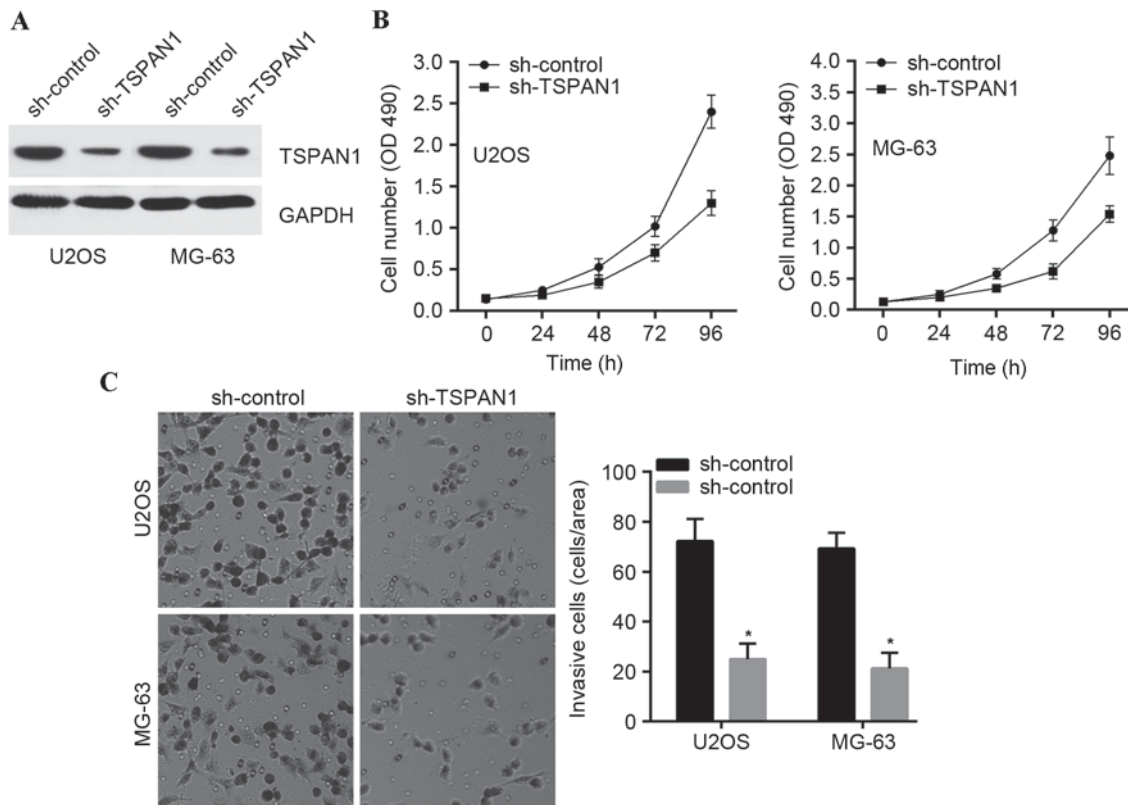 A
sh-control
sh-TSPAN1
sh-control
sh-TSPAN1
TSPAN1
GAPDH
U2OS
MG-63
B
Cell number (OD 490)
3.0
2.5
2.0
1.5
1.0
0.5
0.0
sh-control
sh-TSPAN1
U2OS
0 24 48 72 96
Time (h)
Cell number (OD 490)
4.0
3.5
3.0
2.5
2.0
1.5
1.0
0.5
0.0
sh-control
sh-TSPAN1
MG-63
0 24 48 72 96
Time (h)
C
sh-control
sh-TSPAN1
U2OS
MG-63
Invasive cells (cells/area)
100
80
60
40
20
0
sh-control
sh-control
*
*
U2OS
MG-63